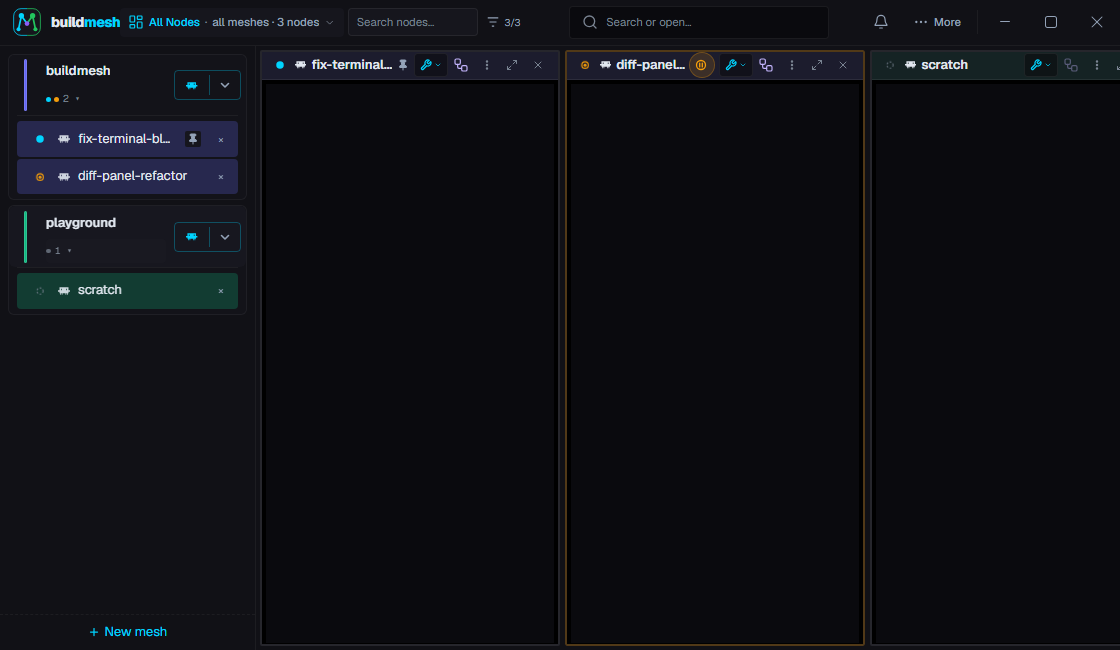 buildmesh All Nodes · all meshes · 3 nodes Search nodes... 3/3 Search or open... More
buildmesh
2
fix-terminal-bl...
diff-panel-refactor
playground
1
scratch
+ New mesh
fix-terminal...
diff-panel...
scratch